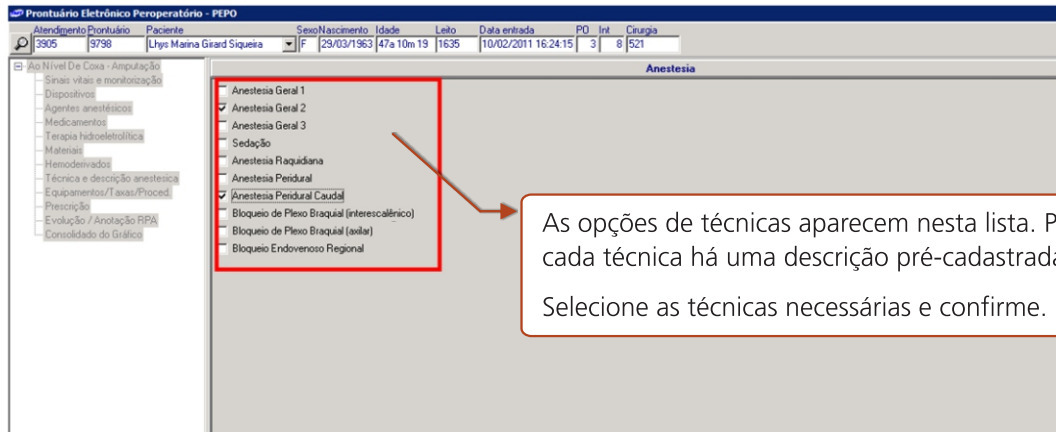 Prontuário Eletrônico Peroperatório - PEPO
Atendimento Prontuário Paciente Sexo Nascimento Idade Leito Data entrada PO Int Cirurgia
3905 9798 Lhys Marina Girard Siqueira F 29/03/1963 47a 10m 19 1635 10/02/2011 16:24:15 3 8 521
Ao Nível De Coxa - Amputação
Sinais vitais e monitorização
Dispositivos
Agentes anestésicos
Medicamentos
Terapia hidroeletrolítica
Materiais
Hemoderivados
Técnica e descrição anestesica
Equipamentos/Taxas/Proced.
Prescrição
Evolução / Anotação RPA
Consolidado do Gráfico
Anestesia
Anestesia Geral 1
Anestesia Geral 2
Anestesia Geral 3
Sedação
Anestesia Raquidiana
Anestesia Peridural
Anestesia Peridural Caudal
Bloqueio de Plexo Braquial (interescalênico)
Bloqueio de Plexo Braquial (axilar)
Bloqueio Endovenoso Regional
As opções de técnicas aparecem nesta lista. P
cada técnica há uma descrição pré-cadastrada
Selecione as técnicas necessárias e confirme.